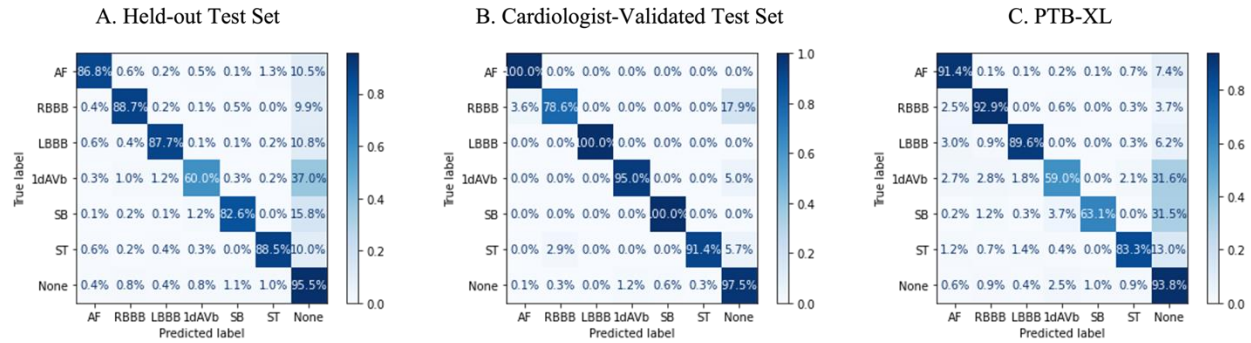 A. Held-out Test Set
AF 86.8% 0.6% 0.2% 0.5% 0.1% 1.3% 10.5%
RBBB 0.4% 88.7% 0.2% 0.1% 0.5% 0.0% 9.9%
LBBB 0.6% 0.4% 87.7% 0.1% 0.1% 0.2% 10.8%
1dAVb 0.3% 1.0% 1.2% 60.0% 0.3% 0.2% 37.0%
SB 0.1% 0.2% 0.1% 1.2% 82.6% 0.0% 15.8%
ST 0.6% 0.2% 0.4% 0.3% 0.0% 88.5% 10.0%
None 0.4% 0.8% 0.4% 0.8% 1.1% 1.0% 95.5%
AF RBBB LBBB 1dAVb SB ST None
Predicted label
True label
0.8
0.6
0.4
0.2
0.0
B. Cardiologist-Validated Test Set
AF 100.0% 0.0% 0.0% 0.0% 0.0% 0.0% 0.0%
RBBB 3.6% 78.6% 0.0% 0.0% 0.0% 0.0% 17.9%
LBBB 0.0% 0.0% 100.0% 0.0% 0.0% 0.0% 0.0%
1dAVb 0.0% 0.0% 0.0% 95.0% 0.0% 0.0% 5.0%
SB 0.0% 0.0% 0.0% 0.0% 100.0% 0.0% 0.0%
ST 0.0% 2.9% 0.0% 0.0% 0.0% 91.4% 5.7%
None 0.1% 0.3% 0.0% 1.2% 0.6% 0.3% 97.5%
AF RBBB LBBB 1dAVb SB ST None
Predicted label
True label
1.0
0.8
0.6
0.4
0.2
0.0
C. PTB-XL
AF 91.4% 0.1% 0.1% 0.2% 0.1% 0.7% 7.4%
RBBB 2.5% 92.9% 0.0% 0.6% 0.0% 0.3% 3.7%
LBBB 3.0% 0.9% 89.6% 0.0% 0.0% 0.3% 6.2%
1dAVb 2.7% 2.8% 1.8% 59.0% 0.0% 2.1% 31.6%
SB 0.2% 1.2% 0.3% 3.7% 63.1% 0.0% 31.5%
ST 1.2% 0.7% 1.4% 0.4% 0.0% 83.3% 13.0%
None 0.6% 0.9% 0.4% 2.5% 1.0% 0.9% 93.8%
AF RBBB LBBB 1dAVb SB ST None
Predicted label
True label
0.8
0.6
0.4
0.2
0.0